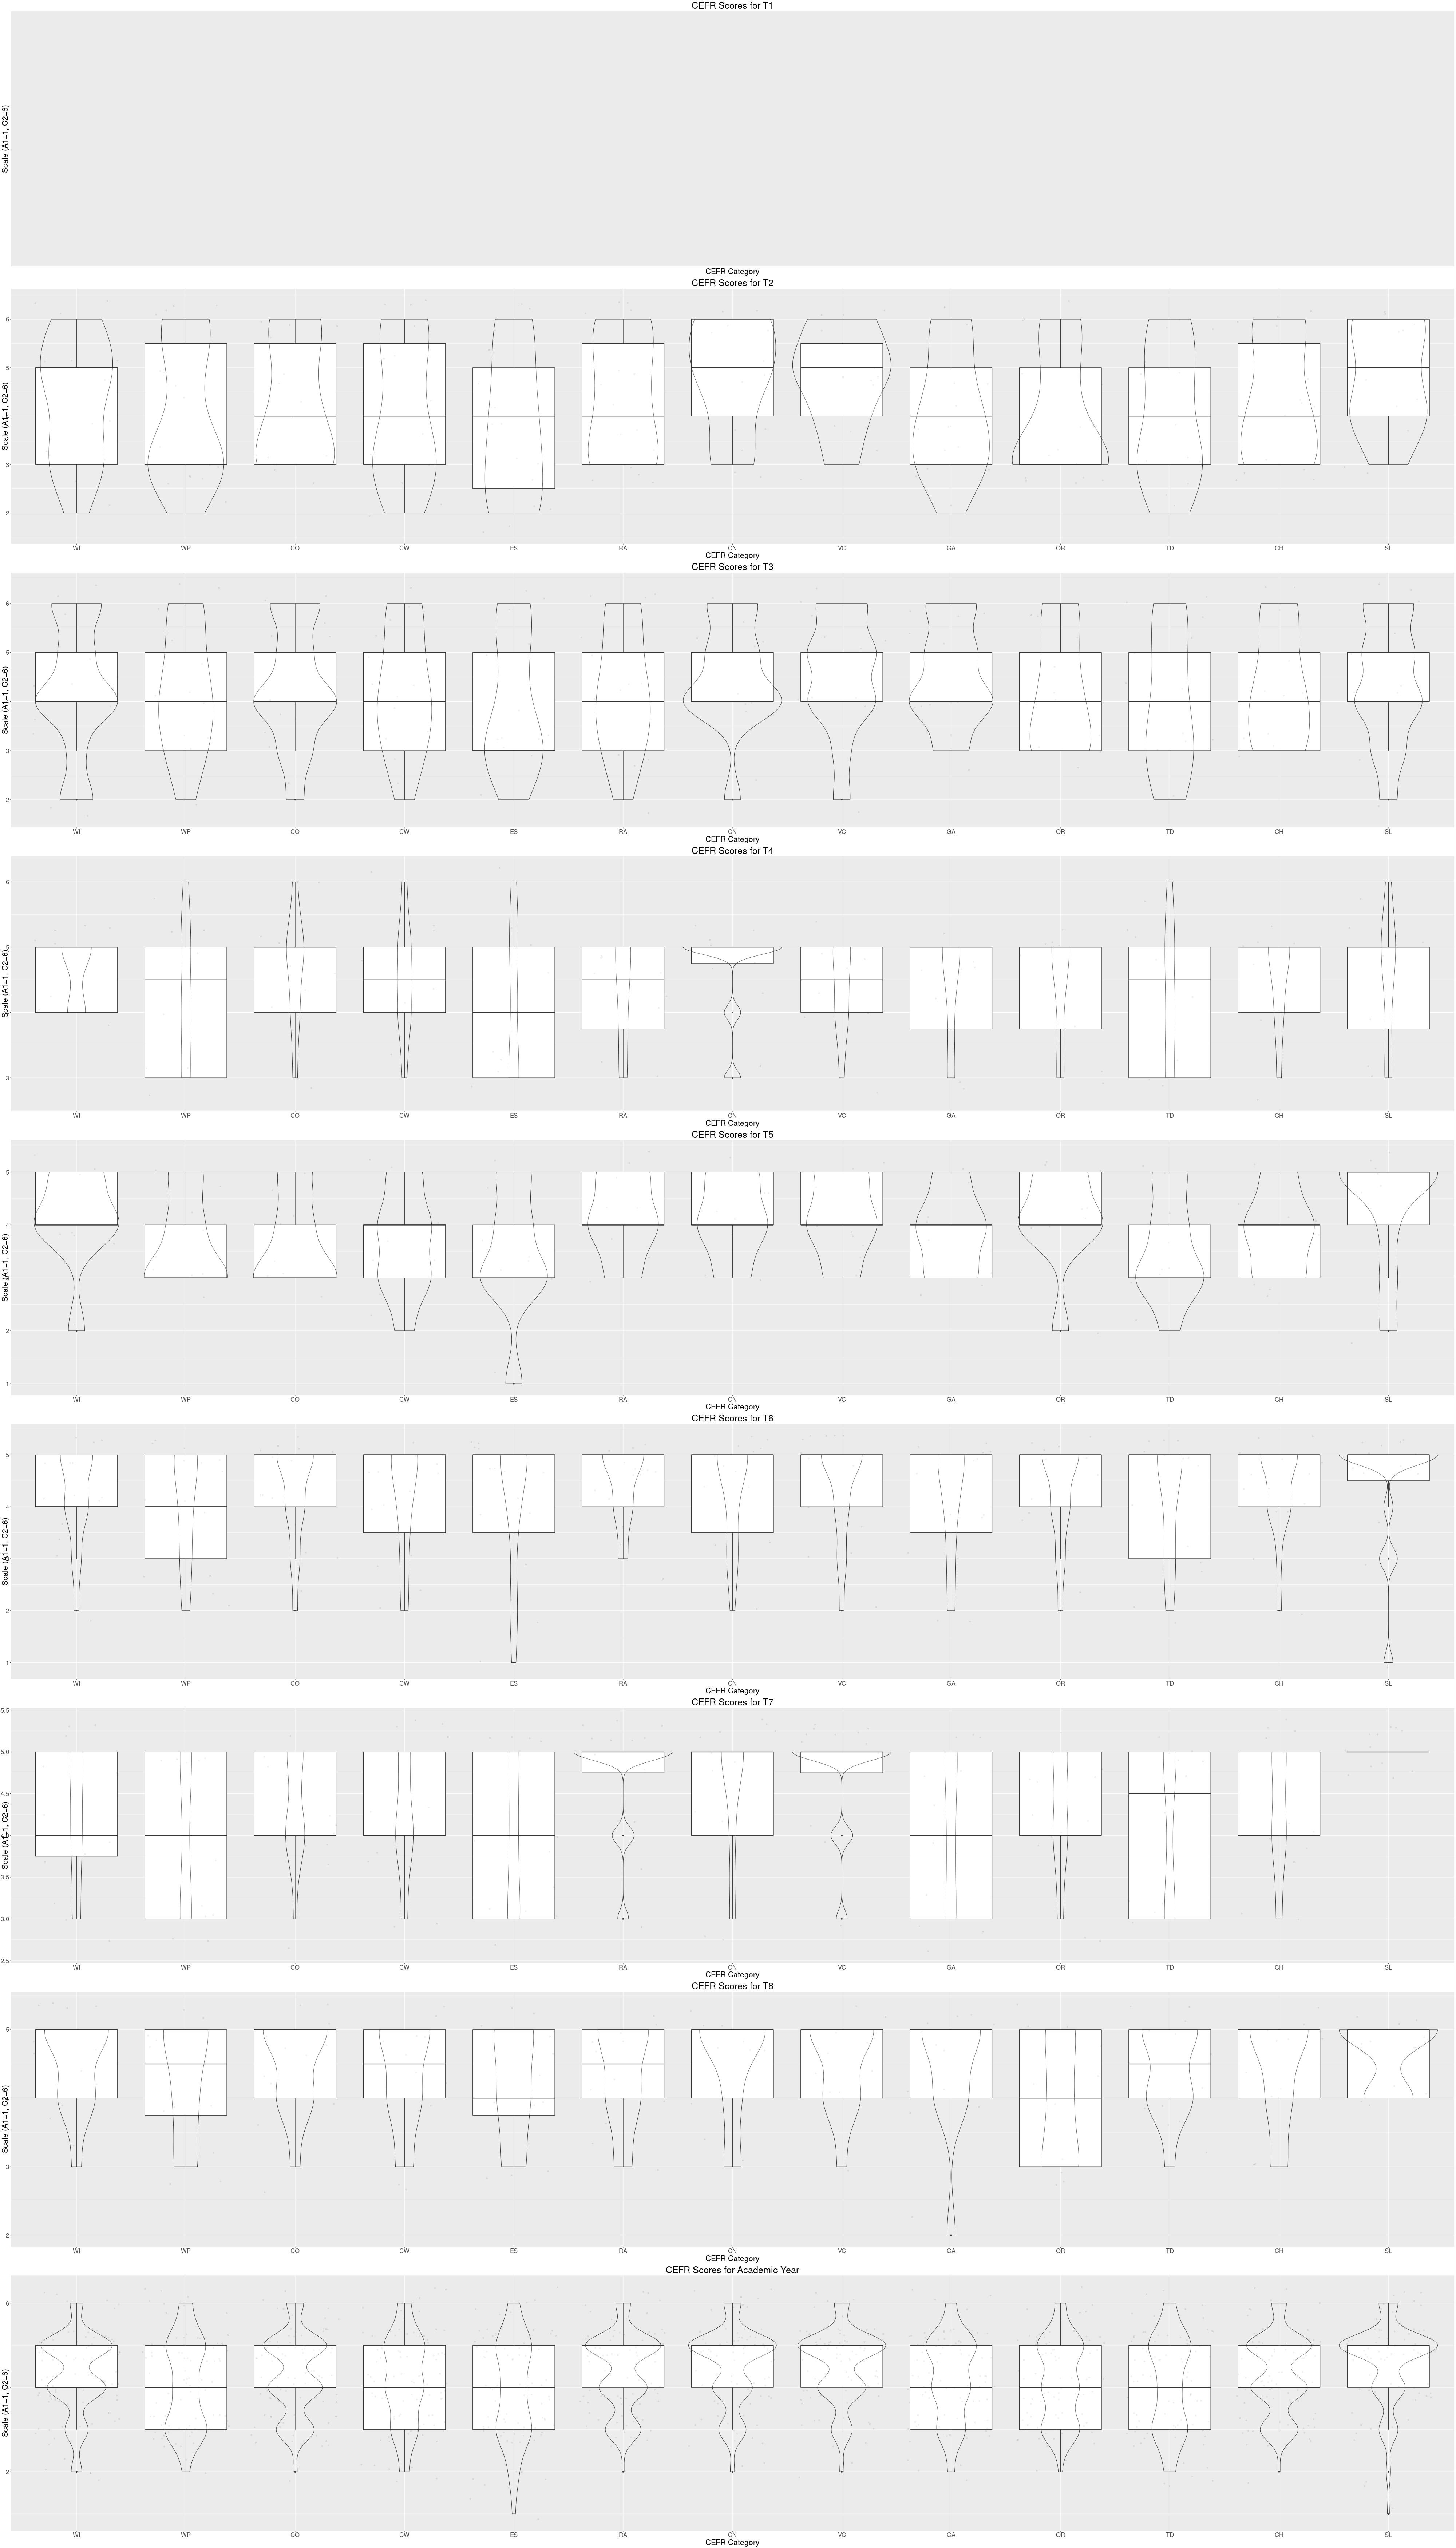 CEFR Scores for T1
Scale (A1=1, C2=6)
CEFR Category
CEFR Scores for T2
Scale (A1=1, C2=6)
6
5
3
2
WI WP CO CW ES RA CN VC GA OR TD CH SL
CEFR Category
CEFR Scores for T3
Scale (A1=1, C2=6)
6
5
3
2
WI WP CO CW ES RA CN VC GA OR TD CH SL
CEFR Category
CEFR Scores for T4
Scale (A1=1, C2=6)
6
5
3
WI WP CO CW ES RA CN VC GA OR TD CH SL
CEFR Category
CEFR Scores for T5
Scale (A1=1, C2=6)
5
4
2
1
WI WP CO CW ES RA CN VC GA OR TD CH SL
CEFR Category
CEFR Scores for T6
Scale (A1=1, C2=6)
5
4
2
1
WI WP CO CW ES RA CN VC GA OR TD CH SL
CEFR Category
CEFR Scores for T7
Scale (A1=1, C2=6)
5.5
5.0
4.5
3.5
3.0
2.5
WI WP CO CW ES RA CN VC GA OR TD CH SL
CEFR Category
CEFR Scores for T8
Scale (A1=1, C2=6)
5
3
2
WI WP CO CW ES RA CN VC GA OR TD CH SL
CEFR Category
CEFR Scores for Academic Year
Scale (A1=1, C2=6)
6
2
WI WP CO CW ES RA CN VC GA OR TD CH SL
CEFR Category